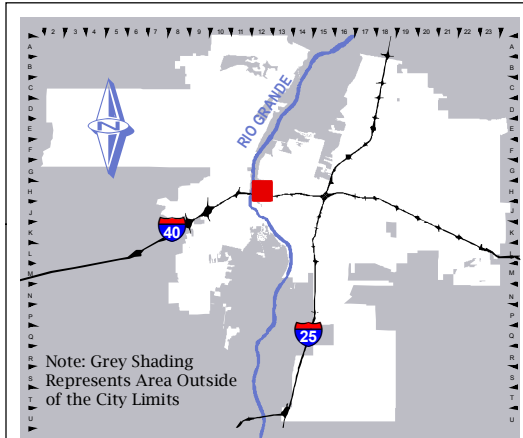 2 3 4 5 6 7 8 9 10 11 12 13 14 15 16 17 18 19 20 21 22 23
A A
B B
C C
D D
E E
F F
G G
H H
J J
K K
L L
M M
N N
P P
Q Q
R R
S S
T T
U U
N
RIO GRANDE
40
25
Note: Grey Shading
Represents Area Outside
of the City Limits